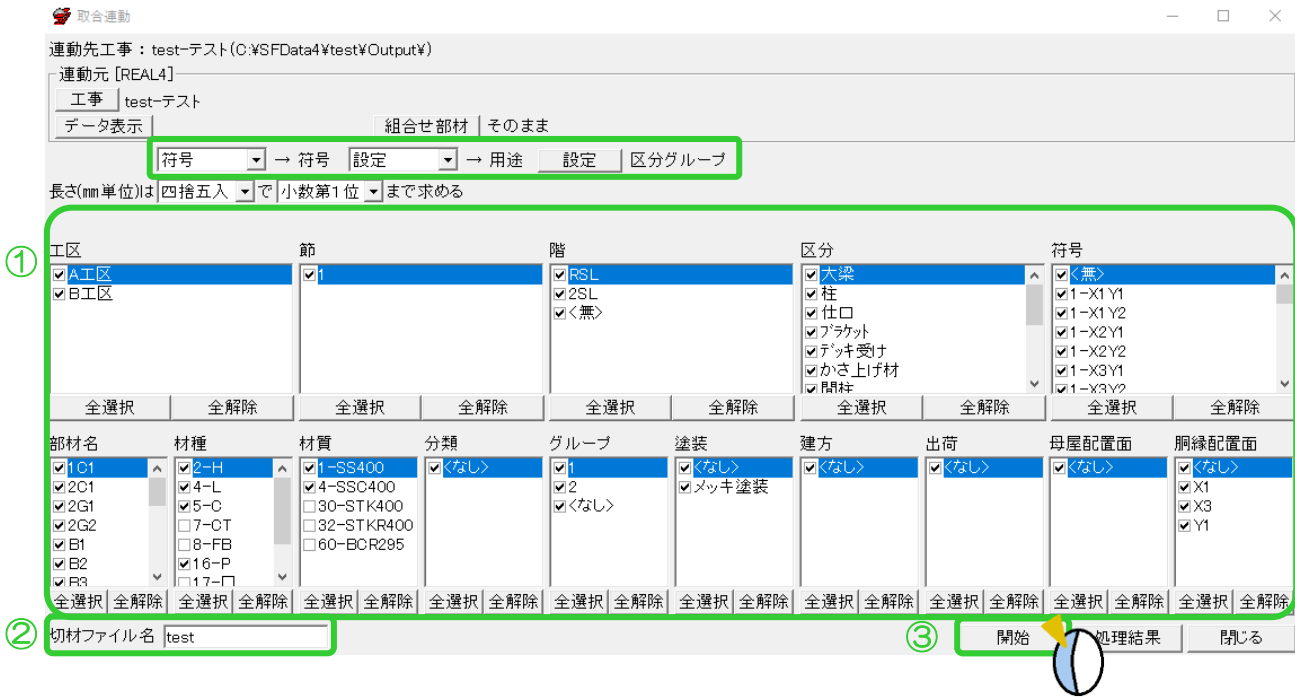 取合連動
連動先工事：test-テスト(C:¥SFData4¥test¥Output¥)
連動元 [REAL4]
工事 test-テスト
データ表示 組合せ部材 そのまま
符号 → 符号 設定 → 用途 設定 区分グループ
長さ(㎜単位)は 四捨五入 で 小数第1位 まで求める
①
工区 節 階 区分 符号
A工区 1 RSL 大梁 <無>
B工区 2SL 柱 1-X1Y1
<無> 仕口 1-X1Y2
ブラケット 1-X2Y1
デッキ受け 1-X2Y2
かさ上げ材 1-X3Y1
間柱 1-X3Y2
全選択 全解除 全選択 全解除 全選択 全解除 全選択 全解除 全選択 全解除
部材名 材種 材質 分類 グループ 塗装 建方 出荷 母屋配置面 胴縁配置面
1C1 2-H 1-SS400 <なし> 1 <なし> <なし> <なし> <なし> <なし>
2C1 4-L 4-SSC400 2 メッキ塗装 X1
2G1 5-C 30-STK400 <なし> X3
2G2 7-CT 32-STKR400 Y1
B1 8-FB 60-BCR295
B2 16-P
B3 17-□
全選択 全解除 全選択 全解除 全選択 全解除 全選択 全解除 全選択 全解除 全選択 全解除 全選択 全解除 全選択 全解除 全選択 全解除 全選択 全解除
② 切材ファイル名 test ③ 開始 処理結果 閉じる